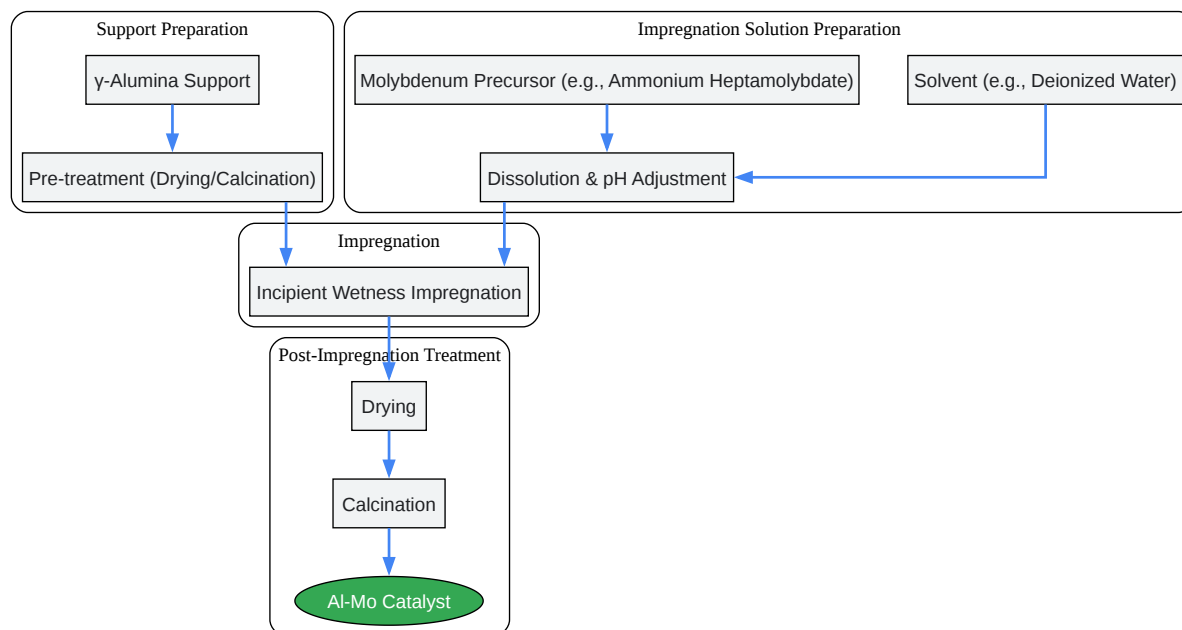 Support Preparation
γ-Alumina Support
Pre-treatment (Drying/Calcination)
Impregnation Solution Preparation
Molybdenum Precursor (e.g., Ammonium Heptamolybdate)
Solvent (e.g., Deionized Water)
Dissolution & pH Adjustment
Impregnation
Incipient Wetness Impregnation
Post-Impregnation Treatment
Drying
Calcination
Al-Mo Catalyst